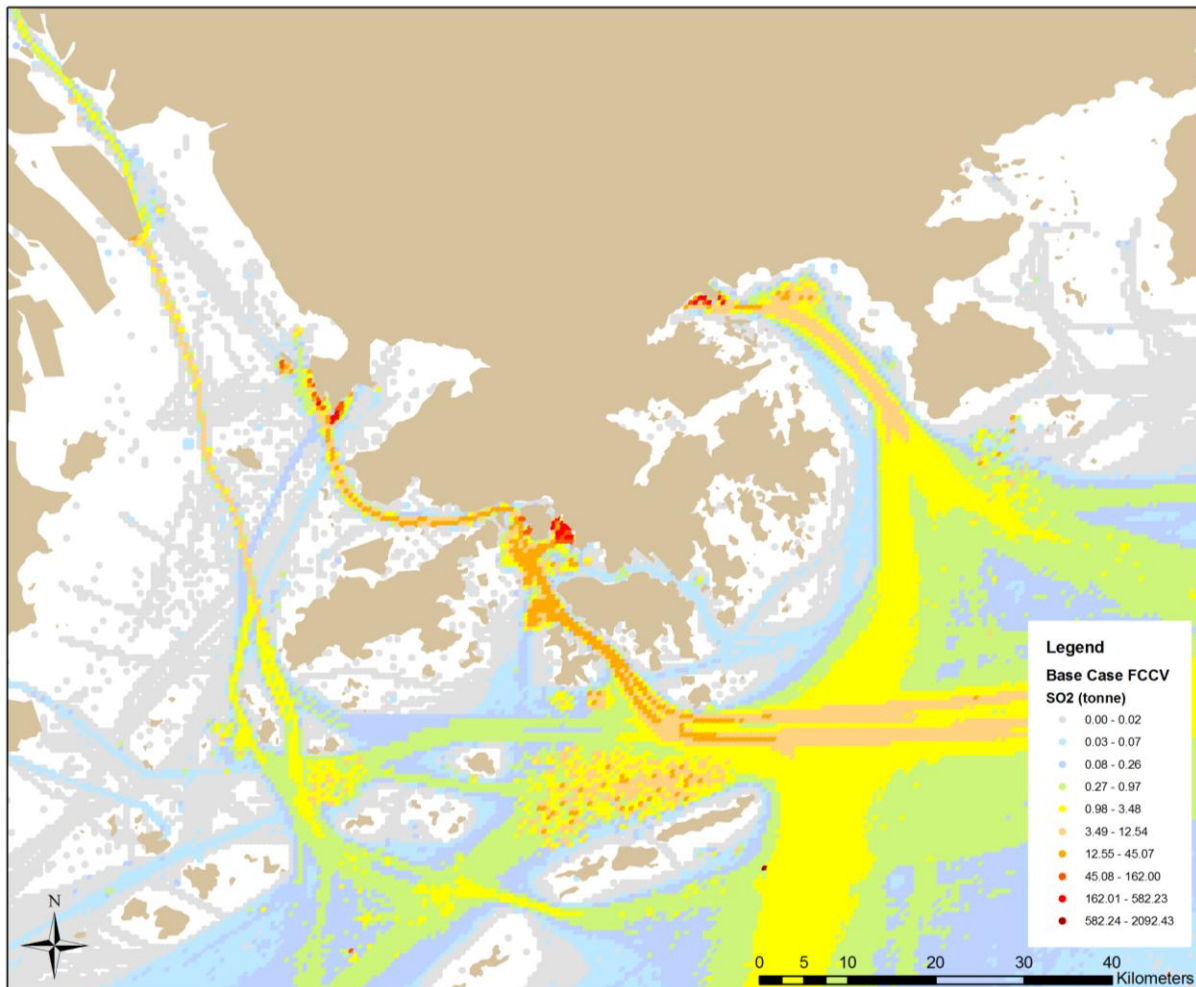 Legend
Base Case FCCV
SO2 (tonne)
0.00 - 0.02
0.03 - 0.07
0.08 - 0.26
0.27 - 0.97
0.98 - 3.48
3.49 - 12.54
12.55 - 45.07
45.08 - 162.00
162.01 - 582.23
582.24 - 2092.43
N
0 5 10 20 30 40
Kilometers